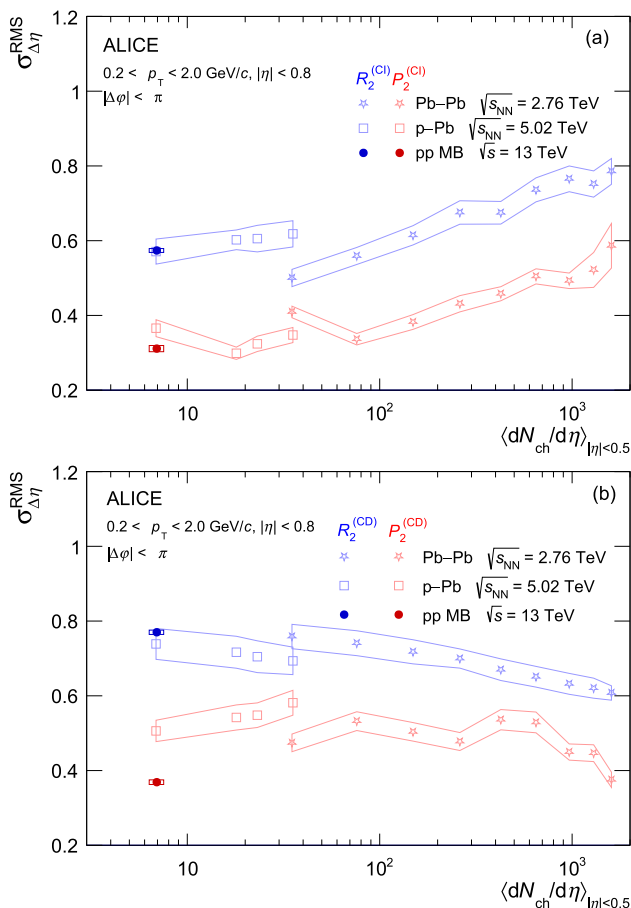 σ_Δη^RMS
1.2
1
0.8
0.6
0.4
0.2
ALICE
(a)
0.2 < p_T < 2.0 GeV/c, |η| < 0.8
|Δφ| < π
R_2^(CI) P_2^(CI)
Pb–Pb √s_NN = 2.76 TeV
p–Pb √s_NN = 5.02 TeV
pp MB √s = 13 TeV
10 10^2 10^3
⟨dN_ch/dη⟩_|η|<0.5
σ_Δη^RMS
1.2
1
0.8
0.6
0.4
0.2
ALICE
(b)
0.2 < p_T < 2.0 GeV/c, |η| < 0.8
|Δφ| < π
R_2^(CD) P_2^(CD)
Pb–Pb √s_NN = 2.76 TeV
p–Pb √s_NN = 5.02 TeV
pp MB √s = 13 TeV
10 10^2 10^3
⟨dN_ch/dη⟩_|η|<0.5